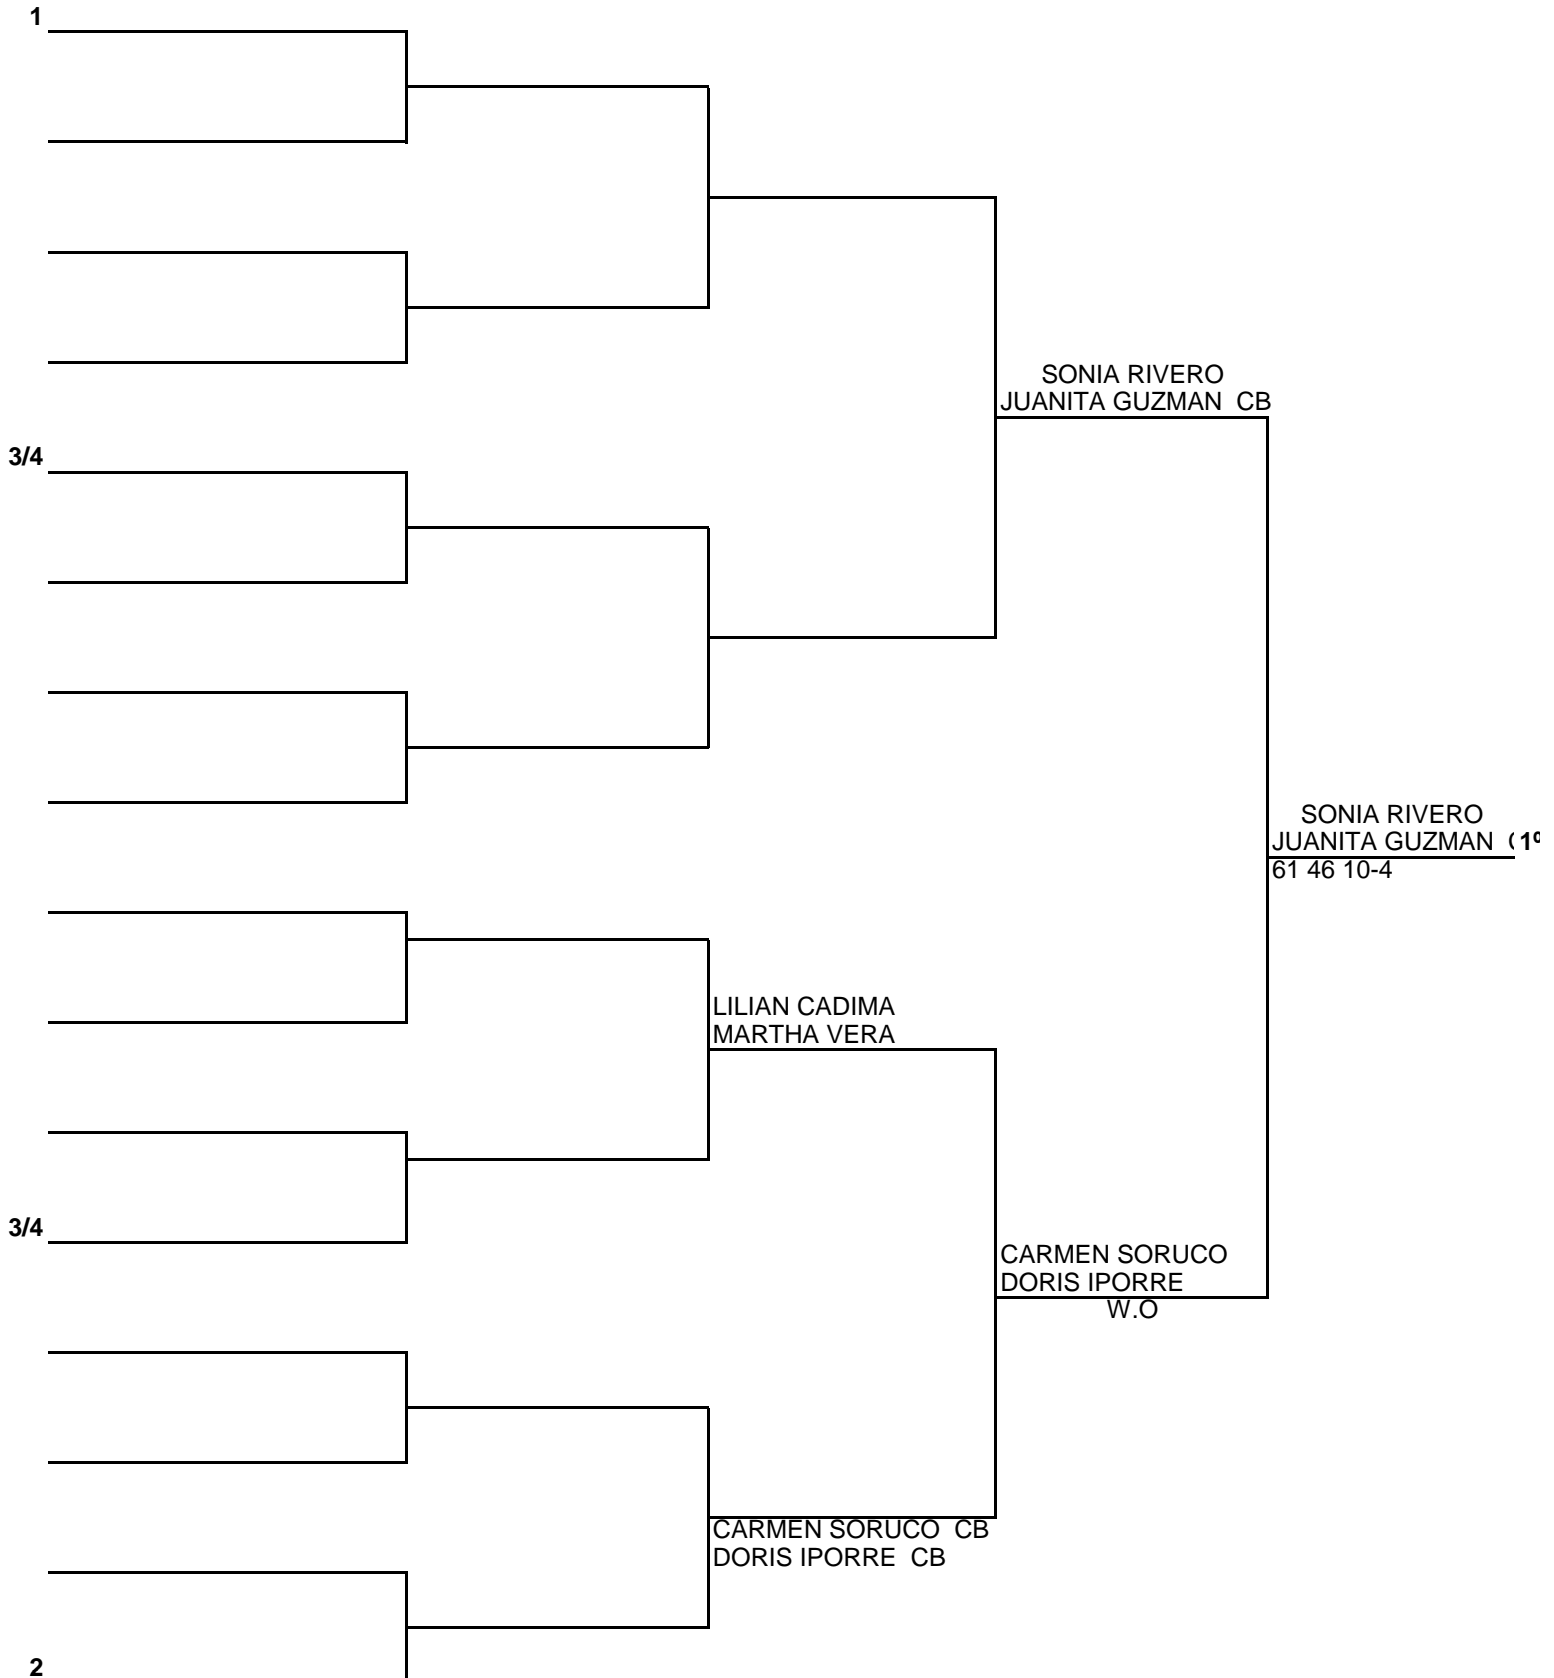 1
SONIA RIVERO
JUANITA GUZMAN  CB
3/4
SONIA RIVERO
JUANITA GUZMAN  1º
61 46 10-4
LILIAN CADIMA
MARTHA VERA
3/4
CARMEN SORUCO
DORIS IPORRE
W.O
CARMEN SORUCO  CB
DORIS IPORRE  CB
2